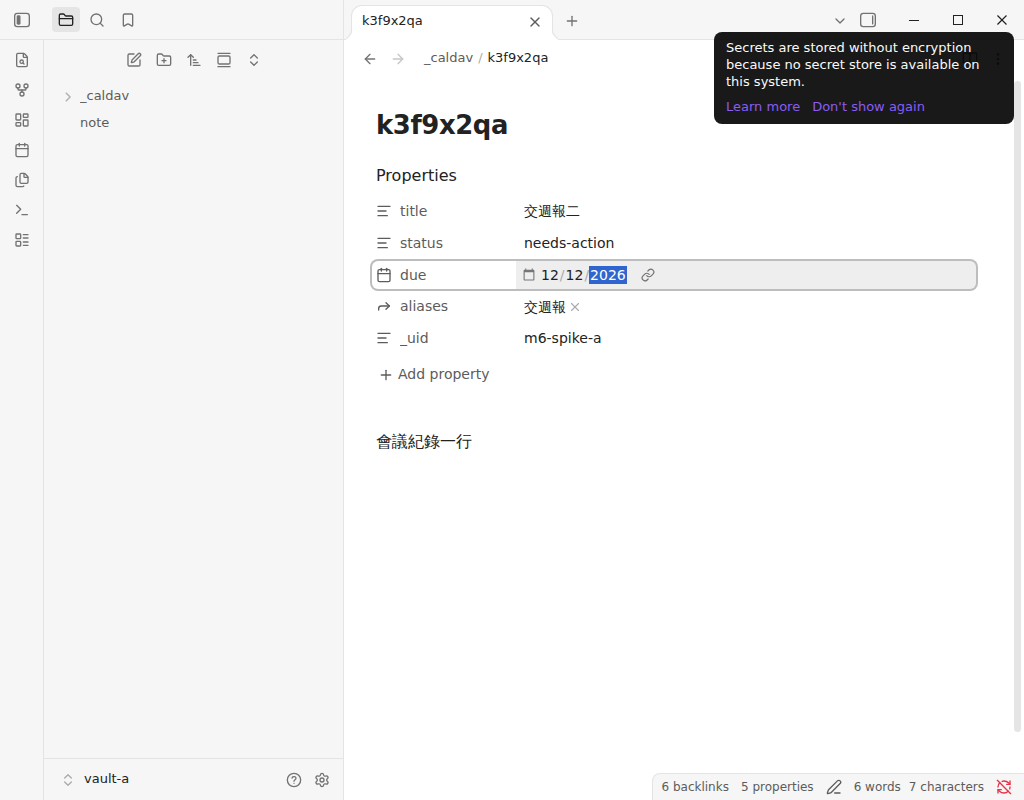 k3f9x2qa
Secrets are stored without encryption
because no secret store is available on
this system.
Learn more Don't show again
_caldav / k3f9x2qa
_caldav
note
k3f9x2qa
Properties
title 交週報二
status needs-action
due 12/12/2026
aliases 交週報
_uid m6-spike-a
Add property
會議紀錄一行
vault-a
6 backlinks 5 properties 6 words 7 characters